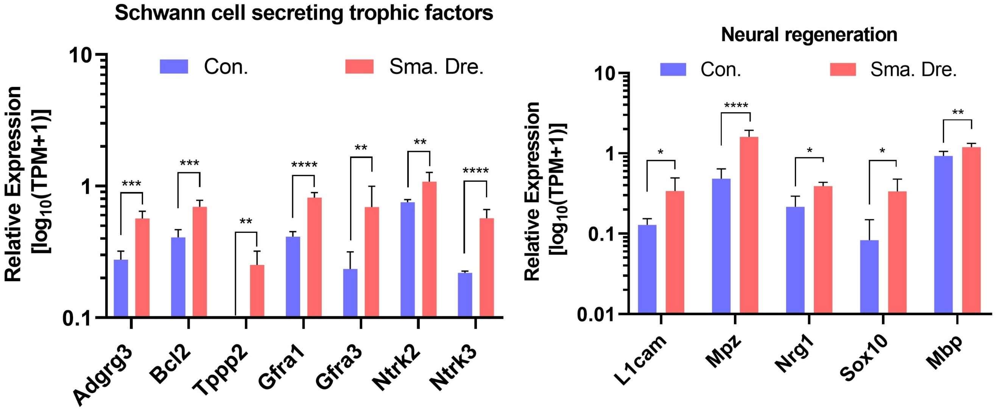 Schwann cell secreting trophic factors
Relative Expression
[log10(TPM+1)]
10
1
0.1
Con.
Sma. Dre.
***
***
**
****
**
**
****
Adgrg3
Bcl2
Tppp2
Gfra1
Gfra3
Ntrk2
Ntrk3
Neural regeneration
Relative Expression
[log10(TPM+1)]
10
1
0.1
0.01
Con.
Sma. Dre.
*
****
*
*
**
L1cam
Mpz
Nrg1
Sox10
Mbp